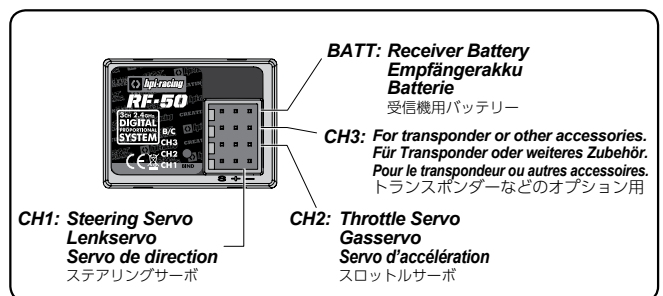 BATT: Receiver Battery
Empfängerakku
Batterie
受信機用バッテリー
hpi-racing
RF-50
3CH 2.4GHz
DIGITAL
PROPORTIONAL
SYSTEM
B/C
CH3
CH2
CH1
BIND
CE
S + −
CH3: For transponder or other accessories.
Für Transponder oder weiteres Zubehör.
Pour le transpondeur ou autres accessoires.
トランスポンダーなどのオプション用
CH1: Steering Servo
Lenkservo
Servo de direction
ステアリングサーボ
CH2: Throttle Servo
Gasservo
Servo d'accélération
スロットルサーボ